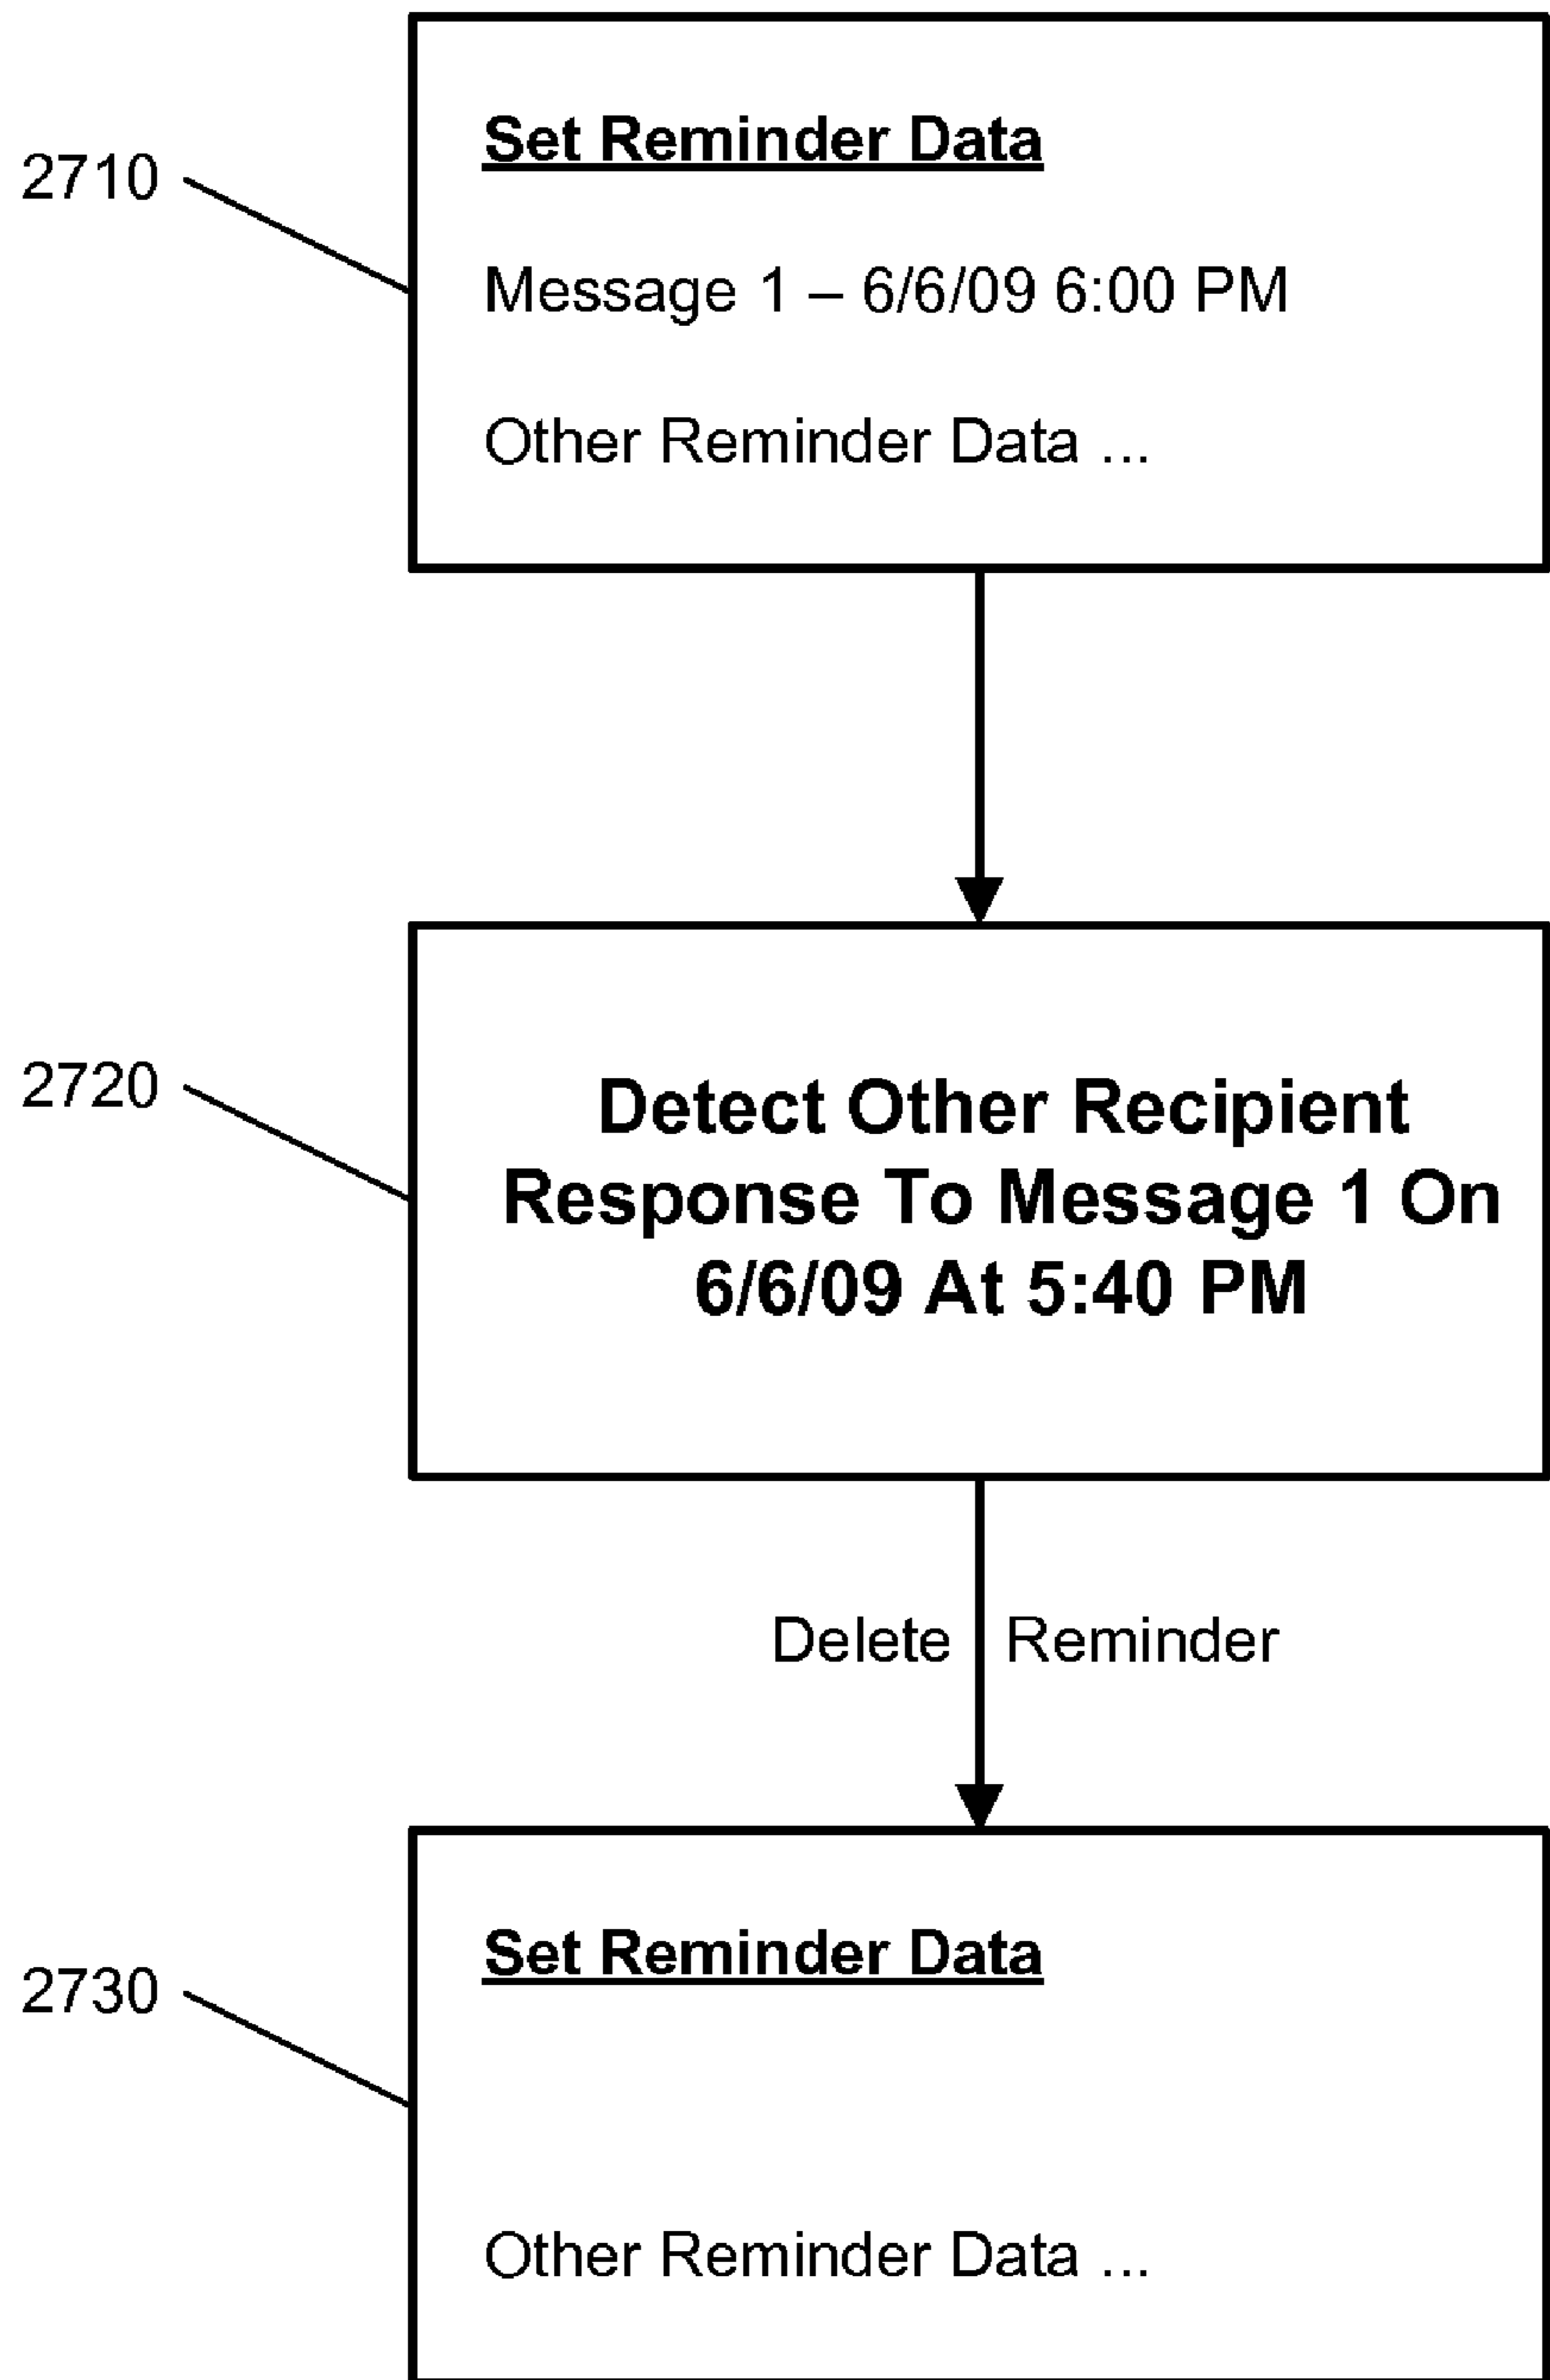 2710
Set Reminder Data
Message 1 – 6/6/09 6:00 PM
Other Reminder Data ...
2720
Detect Other Recipient
Response To Message 1 On
6/6/09 At 5:40 PM
Delete Reminder
2730
Set Reminder Data
Other Reminder Data ...